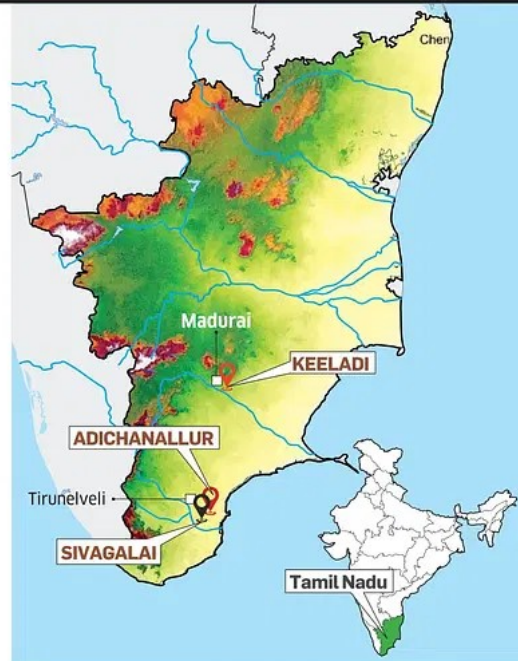 Chen
Madurai
KEELADI
ADICHANALLUR
Tirunelveli
SIVAGALAI
Tamil Nadu